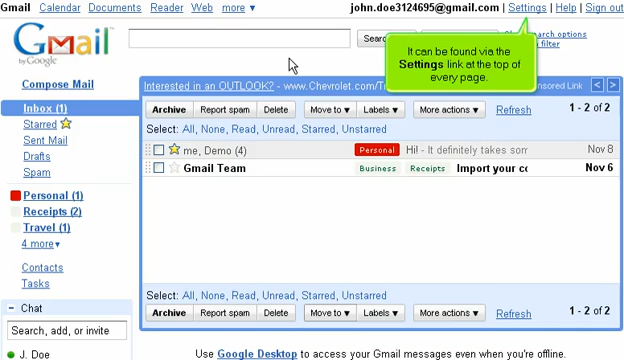 Gmail Calendar Documents Reader Web more ▼ john.doe3124695@gmail.com | Settings | Help | Sign out
Gmail
by Google
search options
filter
It can be found via the
Settings link at the top of
every page.
Compose Mail
Inbox (1)
Starred
Sent Mail
Drafts
Spam
Personal (1)
Receipts (2)
Travel (1)
4 more▼
Contacts
Tasks
Chat
Search, add, or invite
J. Doe
Interested in an OUTLOOK? - www.Chevrolet.com/T
Link < >
Archive Report spam Delete Move to ▼ Labels ▼ More actions ▼ Refresh 1 - 2 of 2
Select: All, None, Read, Unread, Starred, Unstarred
me, Demo (4) Personal Hi! - It definitely takes som Nov 8
Gmail Team Business Receipts Import your co Nov 6
Select: All, None, Read, Unread, Starred, Unstarred
Archive Report spam Delete Move to ▼ Labels ▼ More actions ▼ Refresh 1 - 2 of 2
Use Google Desktop to access your Gmail messages even when you're offline.